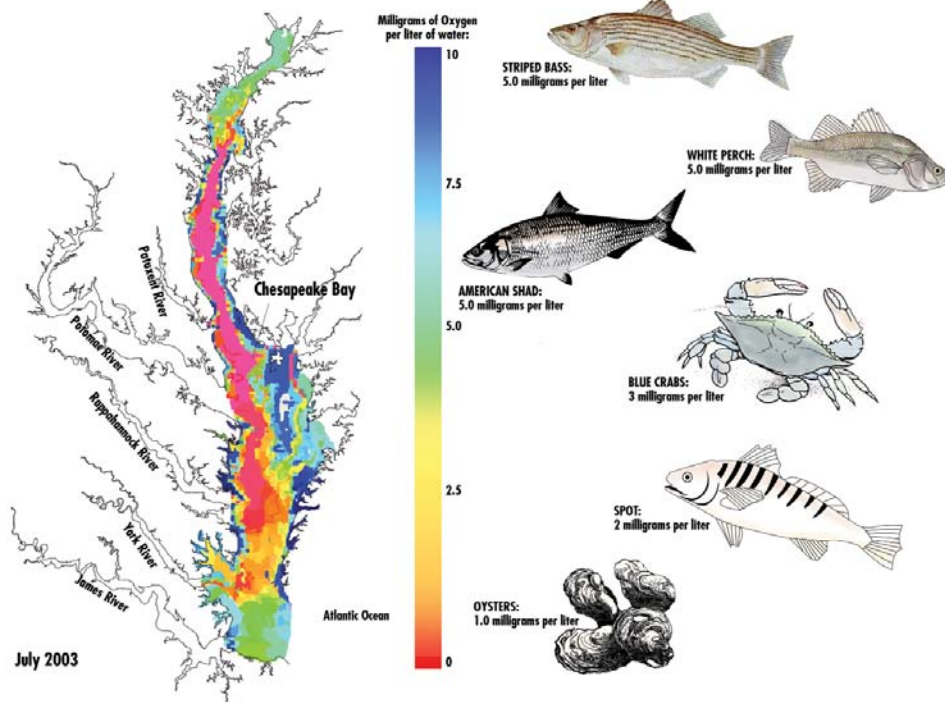 Milligrams of Oxygen
per liter of water:
10
7.5
5.0
2.5
0
STRIPED BASS:
5.0 milligrams per liter
WHITE PERCH:
5.0 milligrams per liter
AMERICAN SHAD:
5.0 milligrams per liter
BLUE CRABS:
3 milligrams per liter
SPOT:
2 milligrams per liter
OYSTERS:
1.0 milligrams per liter
Chesapeake Bay
Patuxent River
Potomac River
Rappahannock River
York River
James River
Atlantic Ocean
July 2003